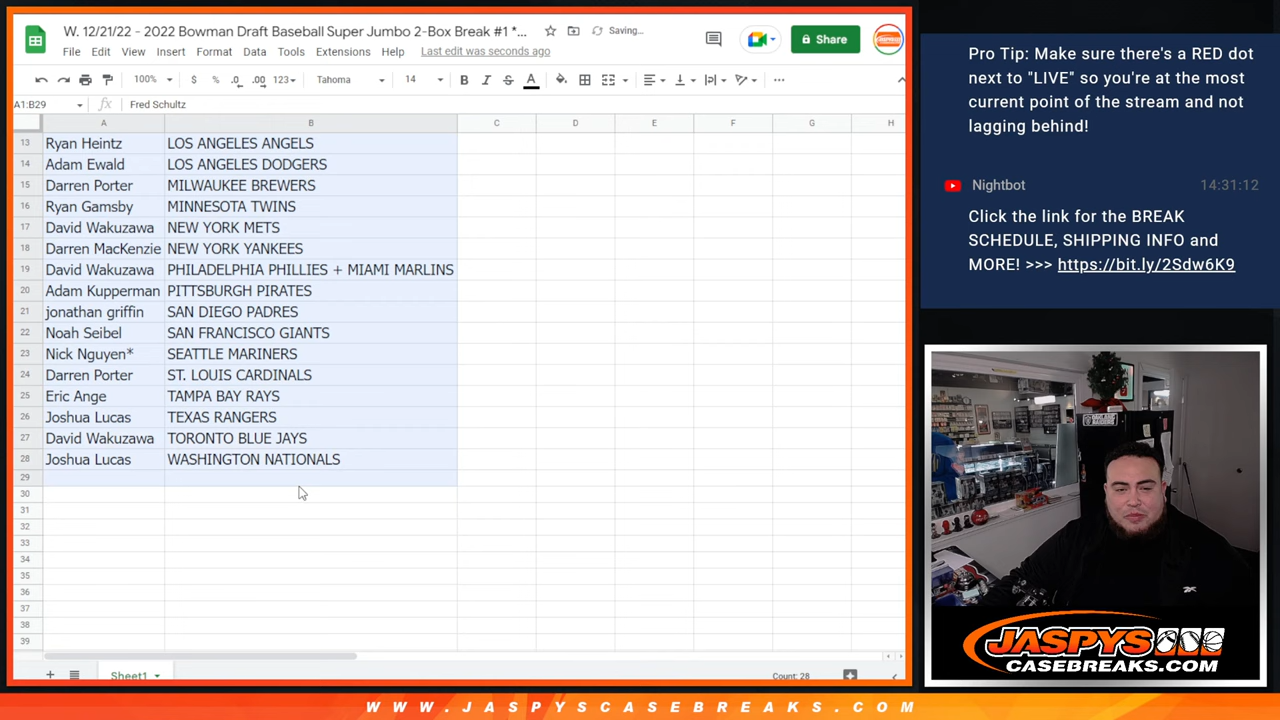 W. 12/21/22 - 2022 Bowman Draft Baseball Super Jumbo 2-Box Break #1 *...
Saving...
File Edit View Insert Format Data Tools Extensions Help Last edit was seconds ago
Share
100% $ % .0 .00 123 Tahoma 14 B I S A
A1:B29 fx Fred Schultz
A B C D E F G H
13 Ryan Heintz LOS ANGELES ANGELS
14 Adam Ewald LOS ANGELES DODGERS
15 Darren Porter MILWAUKEE BREWERS
16 Ryan Gamsby MINNESOTA TWINS
17 David Wakuzawa NEW YORK METS
18 Darren MacKenzie NEW YORK YANKEES
19 David Wakuzawa PHILADELPHIA PHILLIES + MIAMI MARLINS
20 Adam Kupperman PITTSBURGH PIRATES
21 jonathan griffin SAN DIEGO PADRES
22 Noah Seibel SAN FRANCISCO GIANTS
23 Nick Nguyen* SEATTLE MARINERS
24 Darren Porter ST. LOUIS CARDINALS
25 Eric Ange TAMPA BAY RAYS
26 Joshua Lucas TEXAS RANGERS
27 David Wakuzawa TORONTO BLUE JAYS
28 Joshua Lucas WASHINGTON NATIONALS
29
30
31
32
33
34
35
36
37
38
39
Sheet1
Count: 28
Pro Tip: Make sure there's a RED dot
next to "LIVE" so you're at the most
current point of the stream and not
lagging behind!
Nightbot 14:31:12
Click the link for the BREAK
SCHEDULE, SHIPPING INFO and
MORE! >>> https://bit.ly/2Sdw6K9
JASPYS
CASEBREAKS.COM
WWW.JASPYSCASEBREAKS.COM